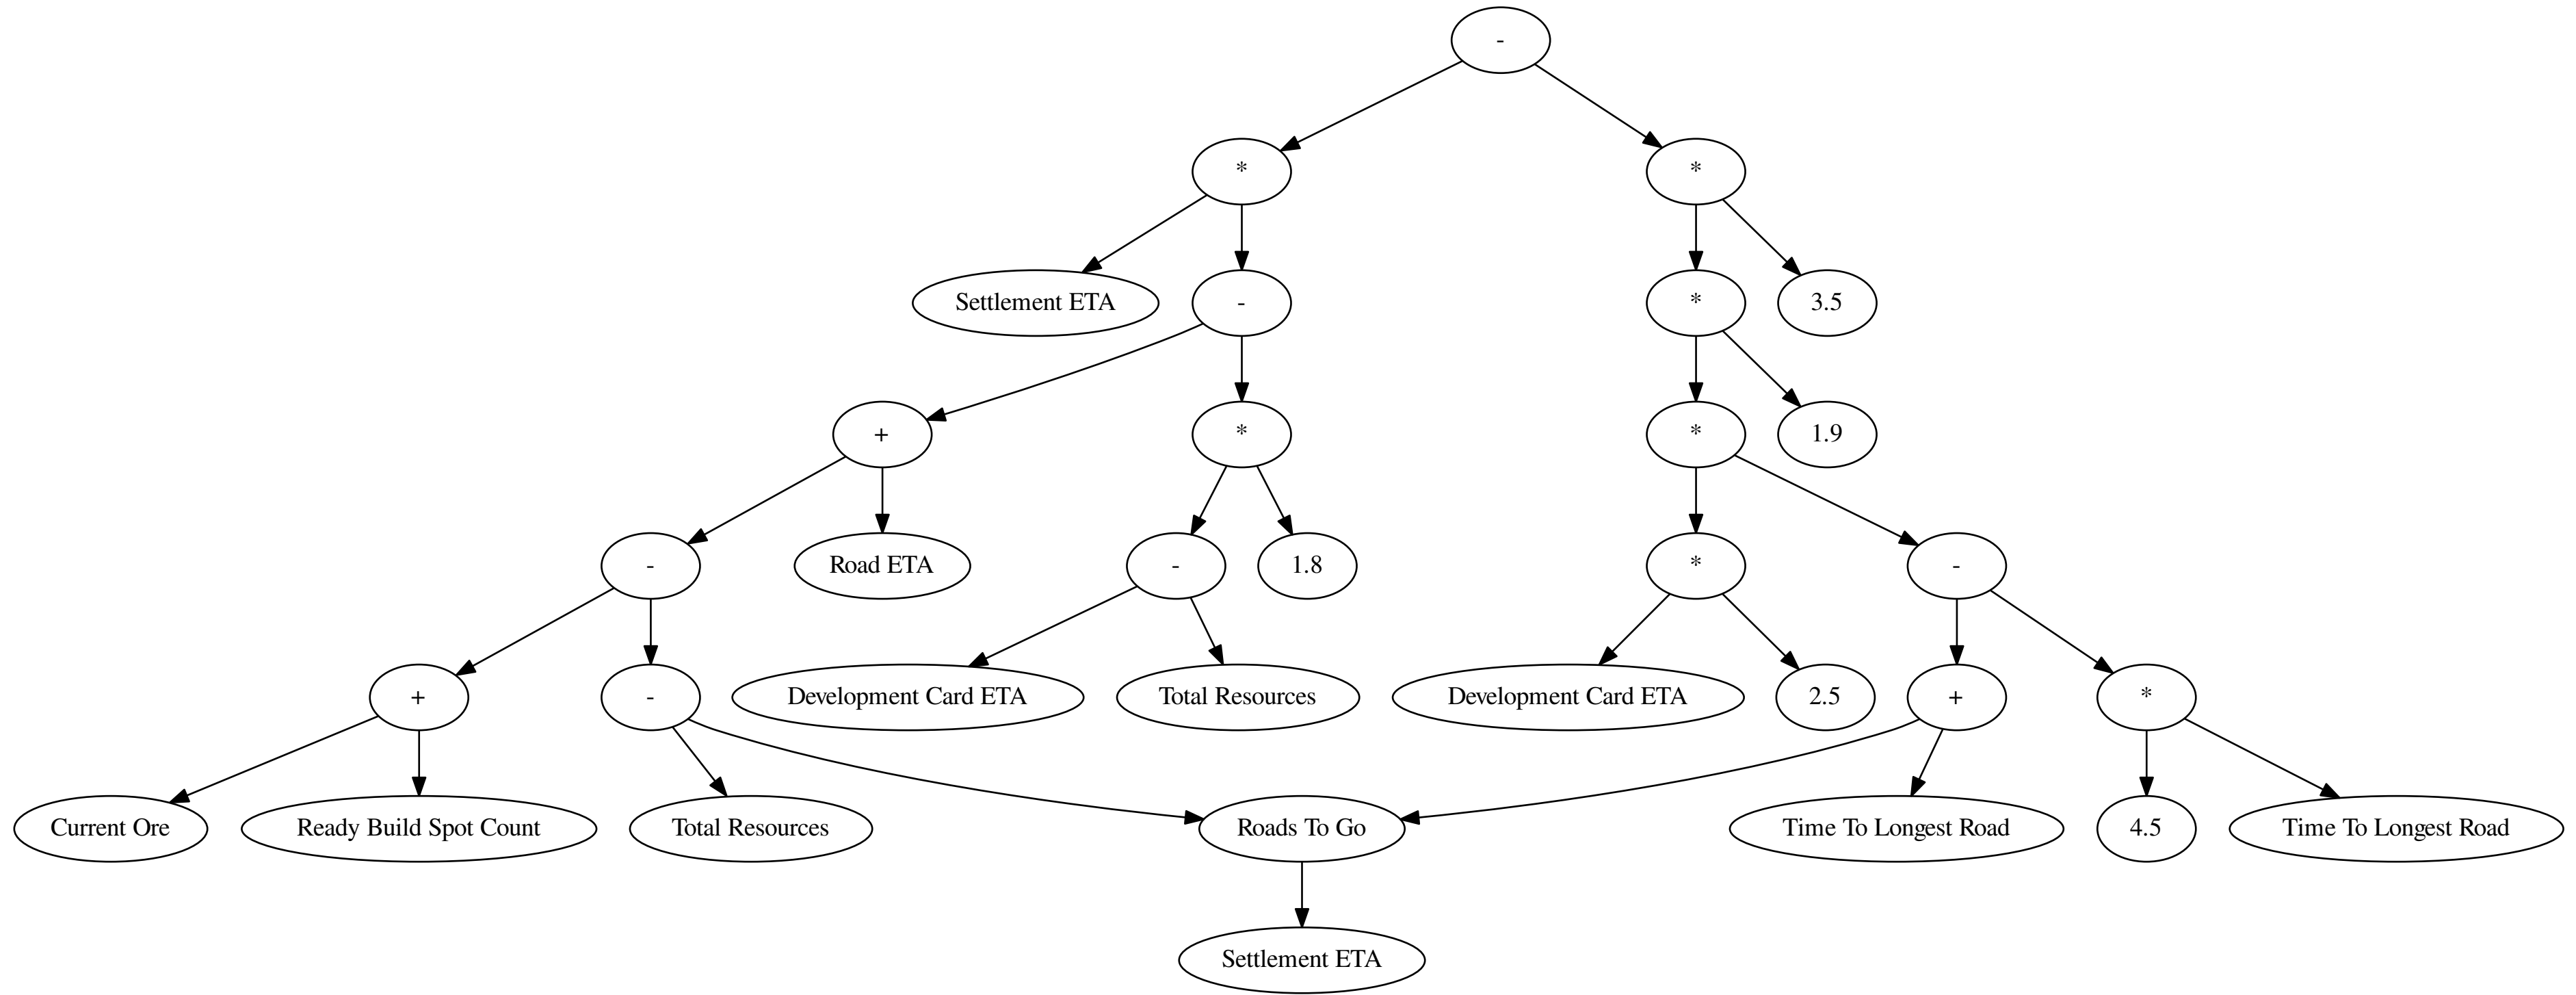 -
*
*
Settlement ETA
-
*
3.5
+
*
*
1.9
-
Road ETA
-
1.8
*
-
+
-
Development Card ETA
Total Resources
Development Card ETA
2.5
+
*
Current Ore
Ready Build Spot Count
Total Resources
Roads To Go
Time To Longest Road
4.5
Time To Longest Road
Settlement ETA